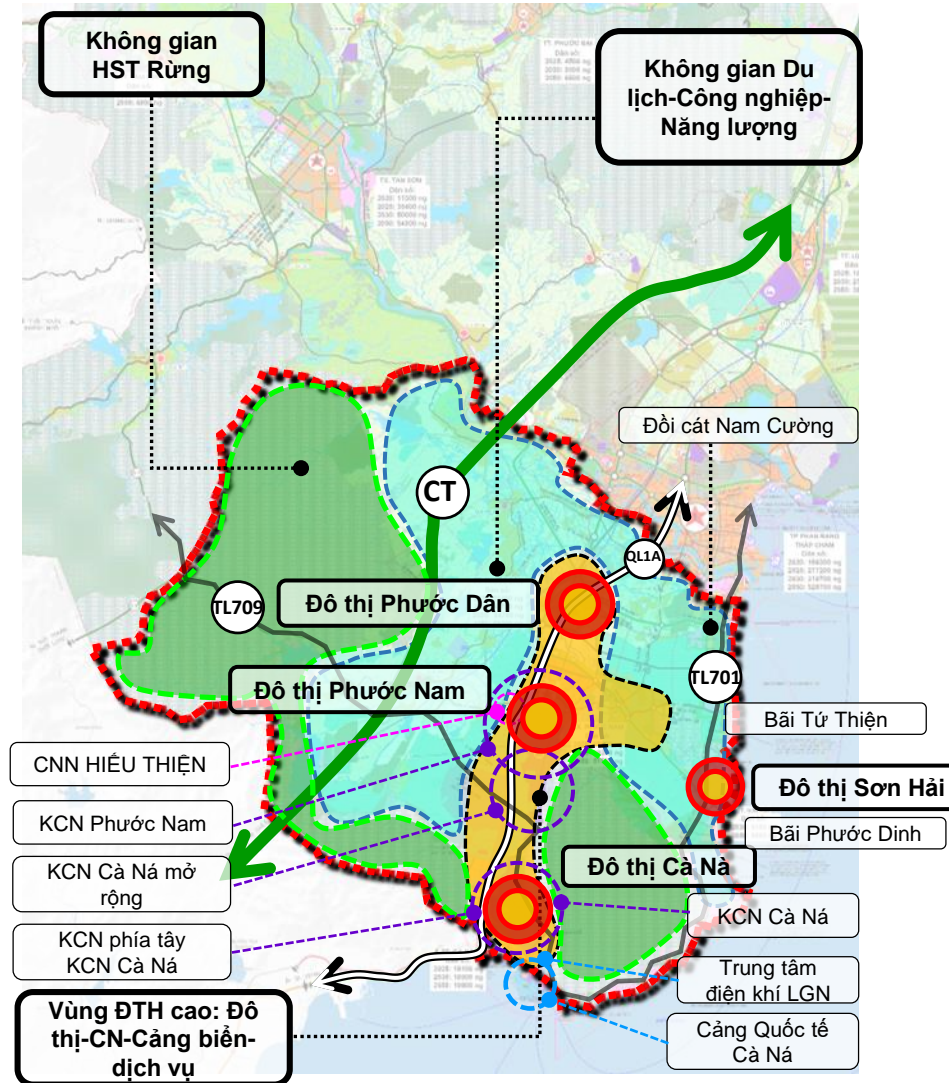 Không gian
HST Rừng
Không gian Du
lịch-Công nghiệp-
Năng lượng
Đồi cát Nam Cường
CT
QL1A
TL709
Đô thị Phước Dân
TL701
Đô thị Phước Nam
Bãi Tứ Thiện
CNN HIẾU THIỆN
Đô thị Sơn Hải
KCN Phước Nam
Bãi Phước Dinh
Đô thị Cà Nà
KCN Cà Ná mở
rộng
KCN Cà Ná
KCN phía tây
KCN Cà Ná
Trung tâm
điện khí LGN
Vùng ĐTH cao: Đô
thị-CN-Cảng biển-
dịch vụ
Cảng Quốc tế
Cà Ná